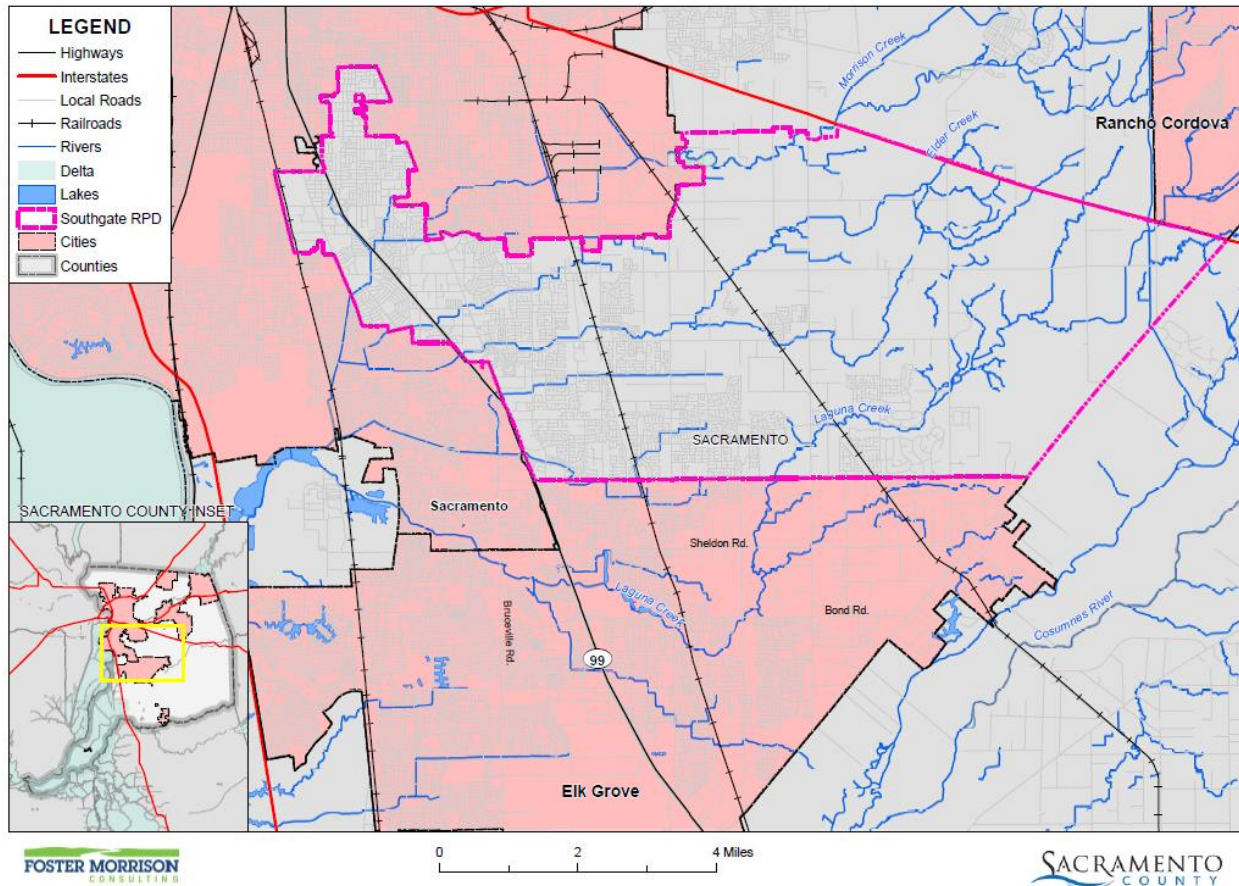 LEGEND
Highways
Interstates
Local Roads
Railroads
Rivers
Delta
Lakes
Southgate RPD
Cities
Counties
Morrison Creek
Elder Creek
Rancho Cordova
Laguna Creek
SACRAMENTO
Sacramento
Sheldon Rd.
Laguna Creek
Bond Rd.
Bruceville Rd.
Cosumnes River
99
Elk Grove
SACRAMENTO COUNTY INSET
FOSTER MORRISON
CONSULTING
0 2 4 Miles
SACRAMENTO
COUNTY